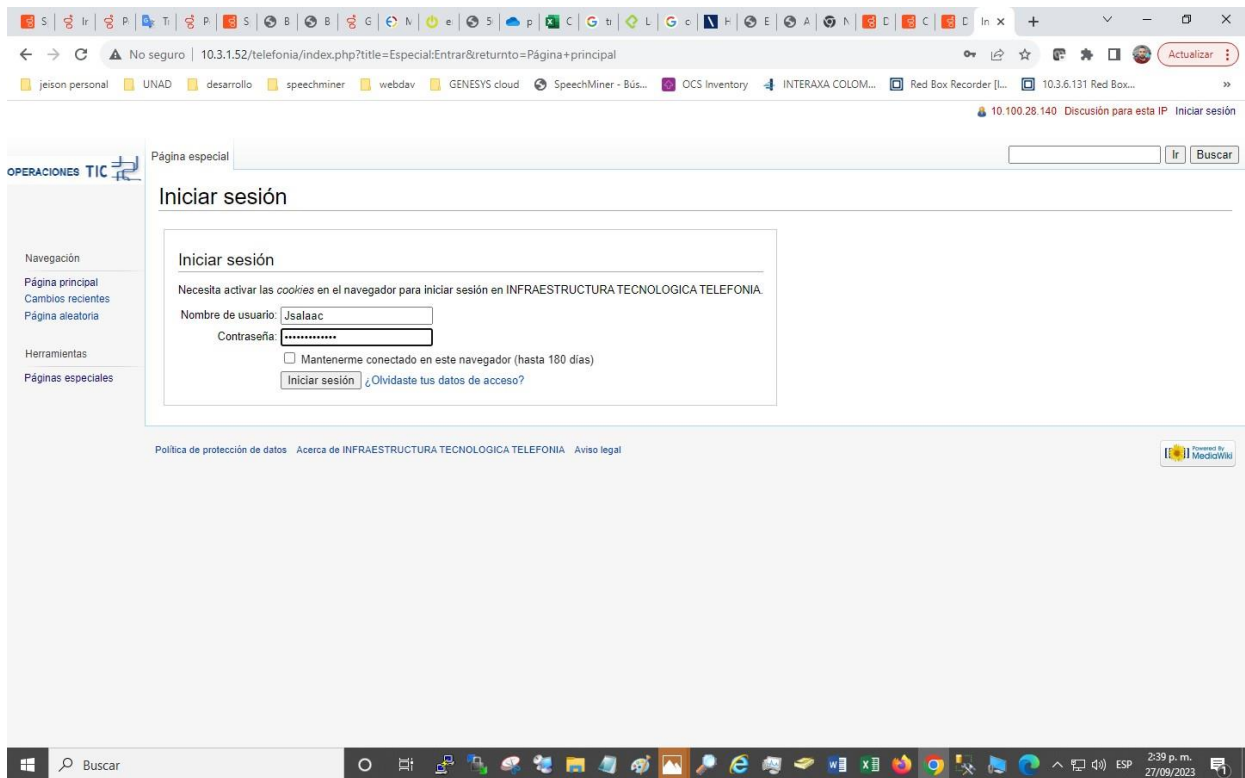 No seguro | 10.3.1.52/telefonia/index.php?title=Especial:Entrar&returnto=Página+principal
Actualizar
jeison personal
UNAD
desarrollo
speechminer
webdav
GENESYS cloud
SpeechMiner - Bús...
OCS Inventory
INTERAXA COLOM...
Red Box Recorder [I...
10.3.6.131 Red Box...
»
10.100.28.140 Discusión para esta IP Iniciar sesión
OPERACIONES TIC
Página especial
Ir
Buscar
Iniciar sesión
Iniciar sesión
Necesita activar las cookies en el navegador para iniciar sesión en INFRAESTRUCTURA TECNOLOGICA TELEFONIA.
Nombre de usuario: Jsalaac
Contraseña: •••••••••••••
Mantenerme conectado en este navegador (hasta 180 días)
Iniciar sesión ¿Olvidaste tus datos de acceso?
Navegación
Página principal
Cambios recientes
Página aleatoria
Herramientas
Páginas especiales
Política de protección de datos Acerca de INFRAESTRUCTURA TECNOLOGICA TELEFONIA Aviso legal
Powered By
MediaWiki
Buscar
ESP
2:39 p. m.
27/09/2023